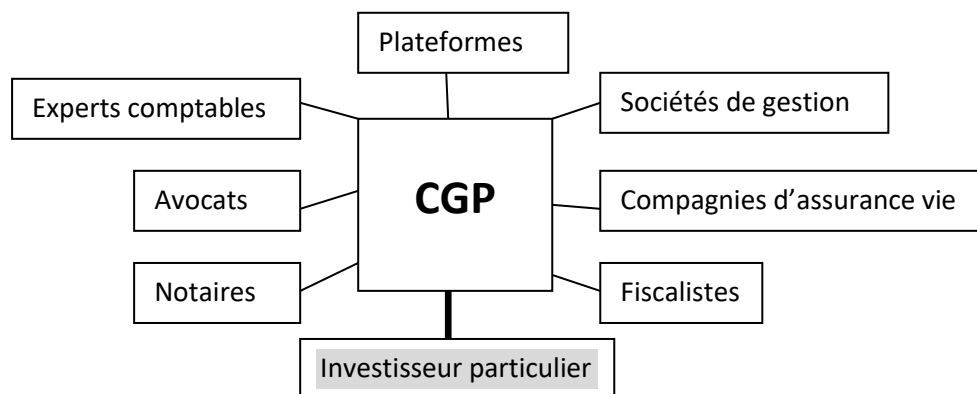 Plateformes
Experts comptables
Sociétés de gestion
Avocats
CGP
Compagnies d’assurance vie
Notaires
Fiscalistes
Investisseur particulier